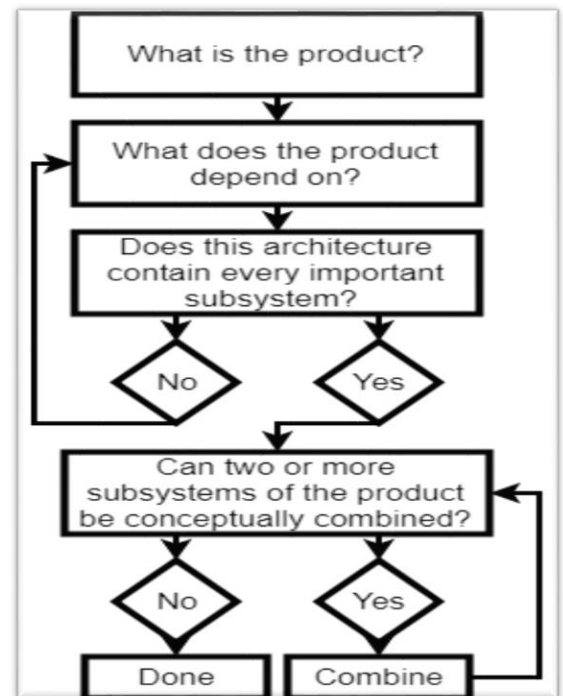 What is the product?
What does the product
depend on?
Does this architecture
contain every important
subsystem?
No
Yes
Can two or more
subsystems of the product
be conceptually combined?
No
Yes
Done
Combine